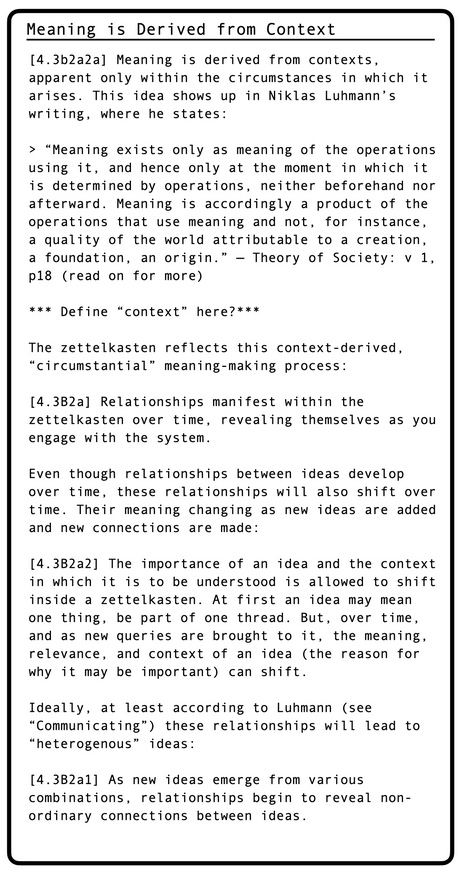 Meaning is Derived from Context
[4.3b2a2a] Meaning is derived from contexts,
apparent only within the circumstances in which it
arises. This idea shows up in Niklas Luhmann’s
writing, where he states:
> “Meaning exists only as meaning of the operations
using it, and hence only at the moment in which it
is determined by operations, neither beforehand nor
afterward. Meaning is accordingly a product of the
operations that use meaning and not, for instance,
a quality of the world attributable to a creation,
a foundation, an origin.” — Theory of Society: v 1,
p18 (read on for more)
*** Define “context” here?***
The zettelkasten reflects this context-derived,
“circumstantial” meaning-making process:
[4.3B2a] Relationships manifest within the
zettelkasten over time, revealing themselves as you
engage with the system.
Even though relationships between ideas develop
over time, these relationships will also shift over
time. Their meaning changing as new ideas are added
and new connections are made:
[4.3B2a2] The importance of an idea and the context
in which it is to be understood is allowed to shift
inside a zettelkasten. At first an idea may mean
one thing, be part of one thread. But, over time,
and as new queries are brought to it, the meaning,
relevance, and context of an idea (the reason for
why it may be important) can shift.
Ideally, at least according to Luhmann (see
“Communicating”) these relationships will lead to
“heterogenous” ideas:
[4.3B2a1] As new ideas emerge from various
combinations, relationships begin to reveal non-
ordinary connections between ideas.